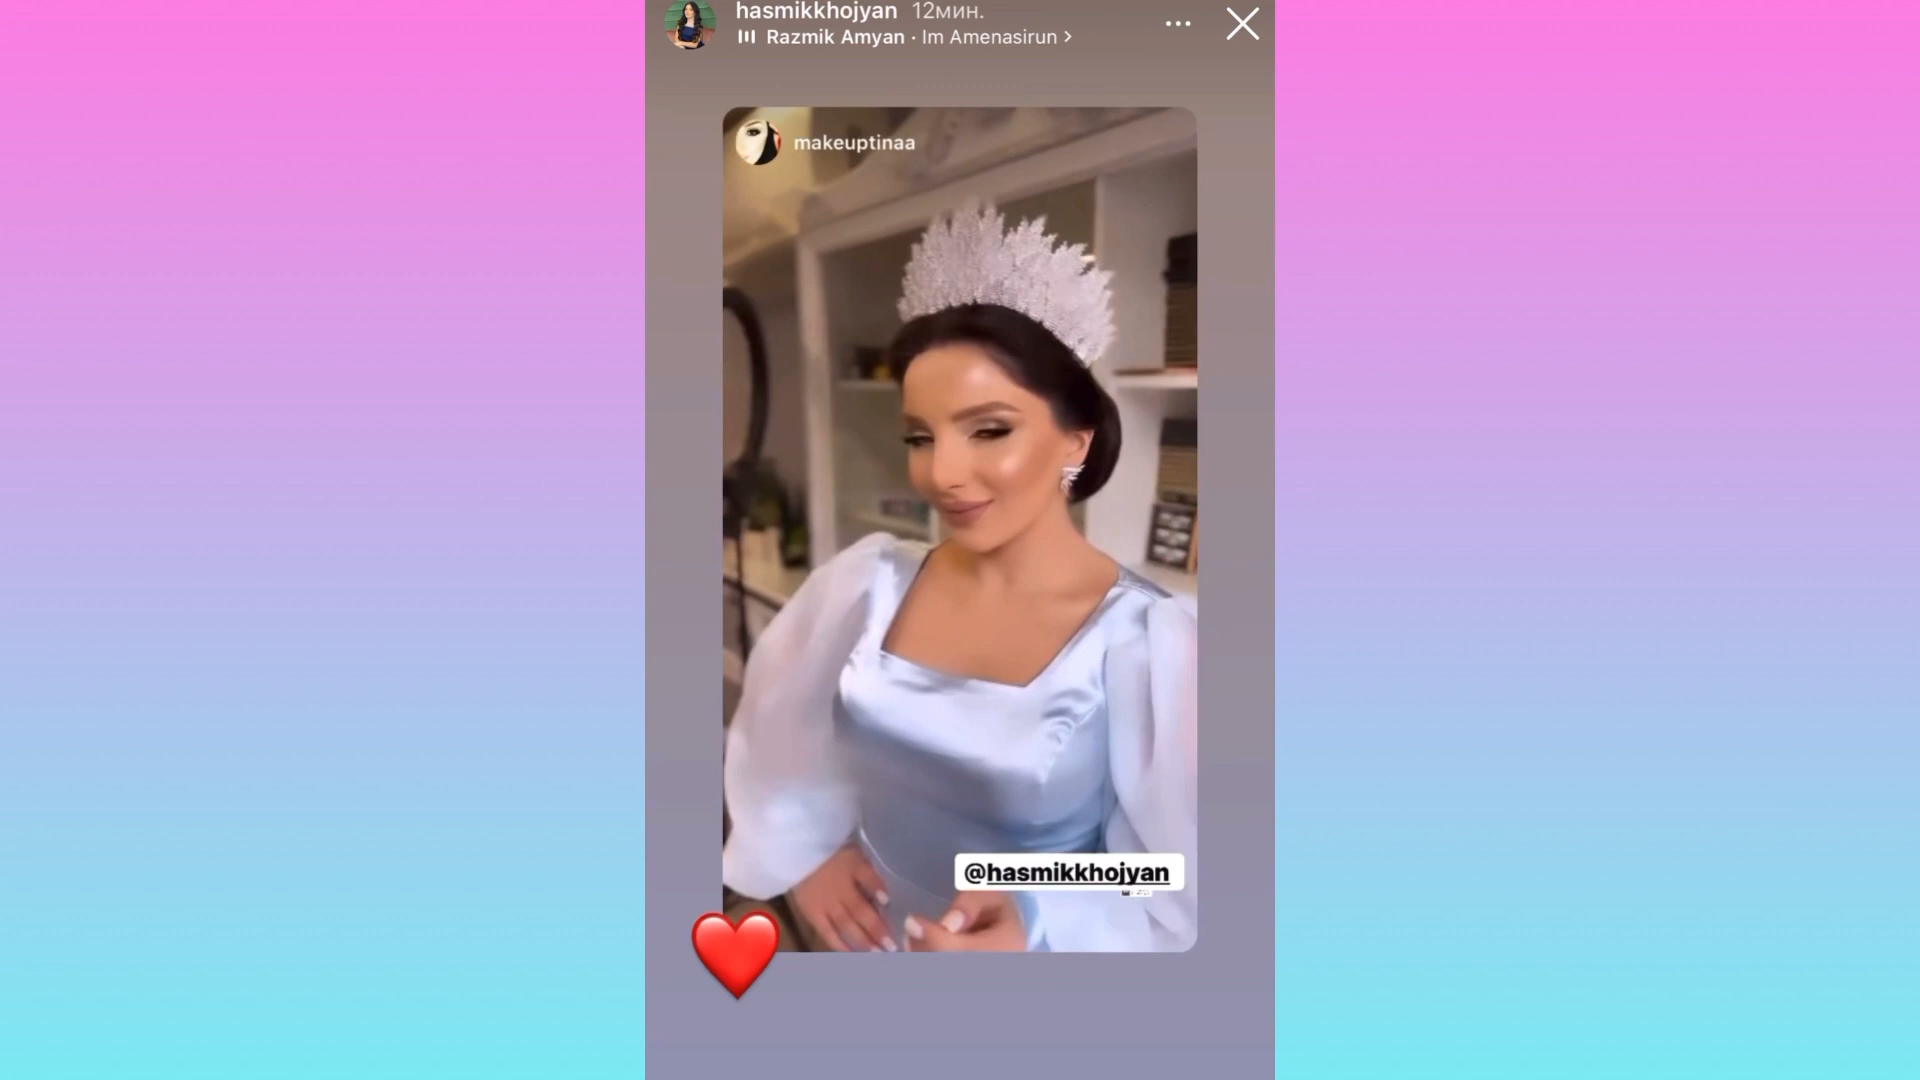 hasmikkhojyan 12мин.
Razmik Amyan · Im Amenasirun >
makeuptinaa
@hasmikkhojyan